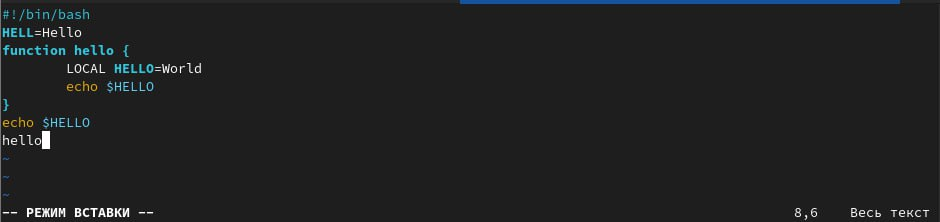 #!/bin/bash
HELL=Hello
function hello {
        LOCAL HELLO=World
        echo $HELLO
}
echo $HELLO
hello
~
~
~
-- РЕЖИМ ВСТАВКИ -- 8,6 Весь текст